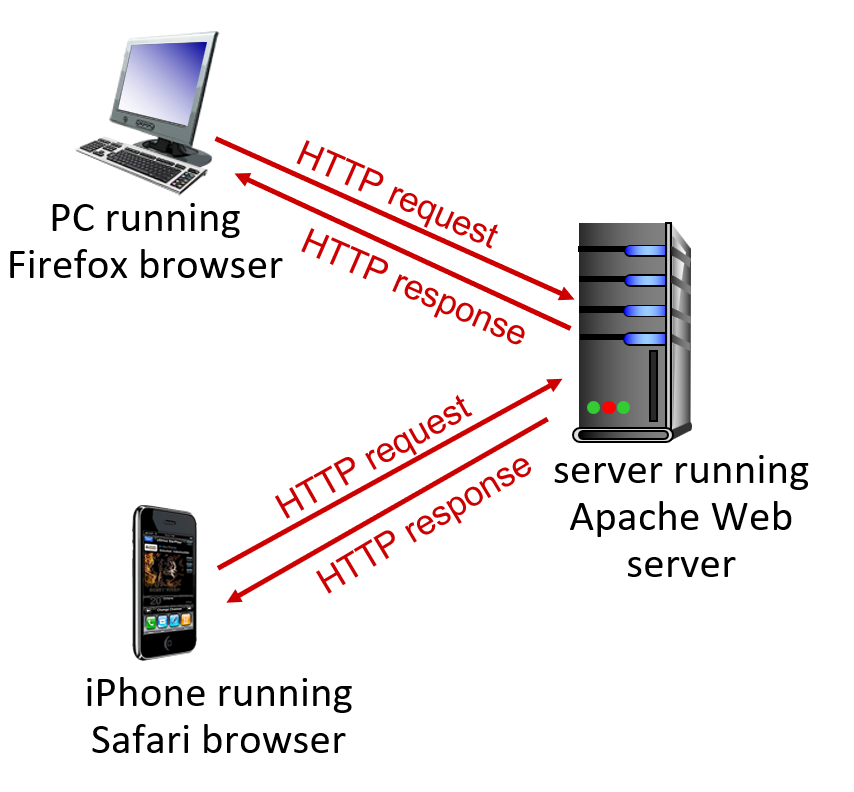 HTTP request
HTTP response
PC running
Firefox browser
HTTP request
HTTP response
server running
Apache Web
server
iPhone running
Safari browser